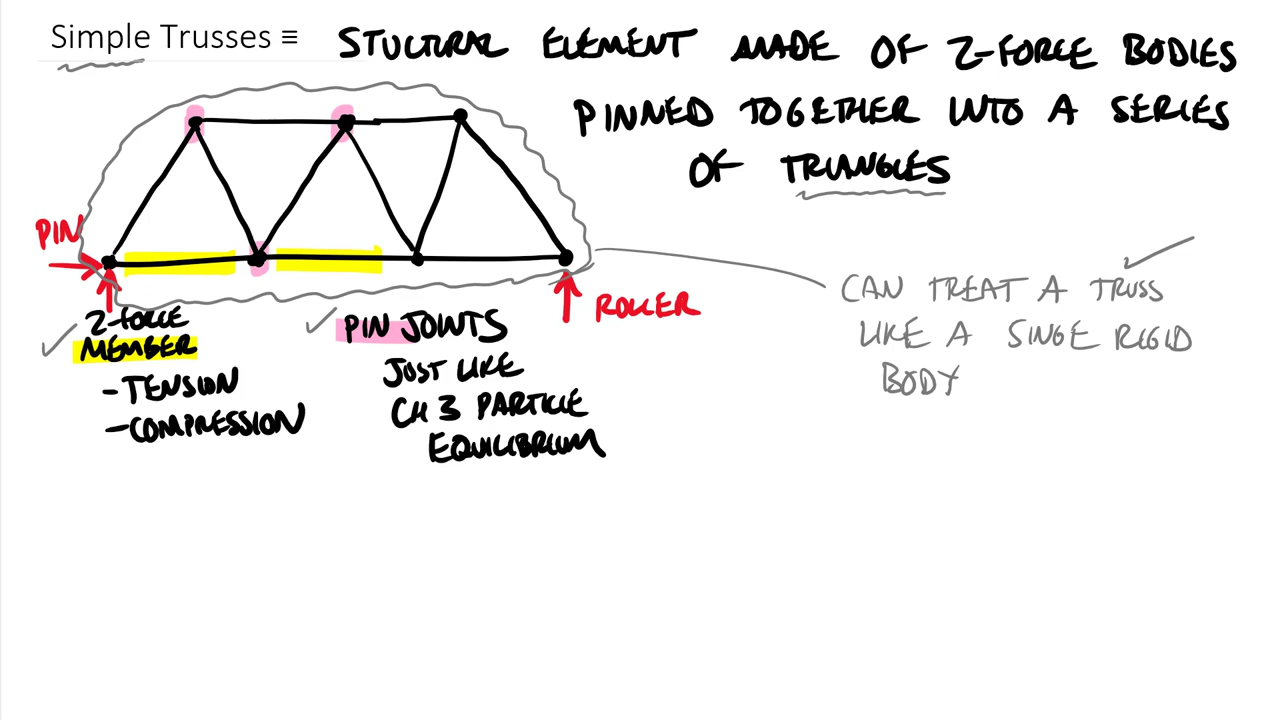 Simple Trusses ≡ STUCTURAL ELEMENT MADE OF 2-FORCE BODIES
PINNED TOGETHER INTO A SERIES
OF TRIANGLES
PIN
ROLLER
2-FORCE
MEMBER
- TENSION
- COMPRESSION
PIN JOINTS
JUST LIKE
CH 3 PARTICLE
EQUILIBRIUM
CAN TREAT A TRUSS
LIKE A SINGE RIGID
BODY